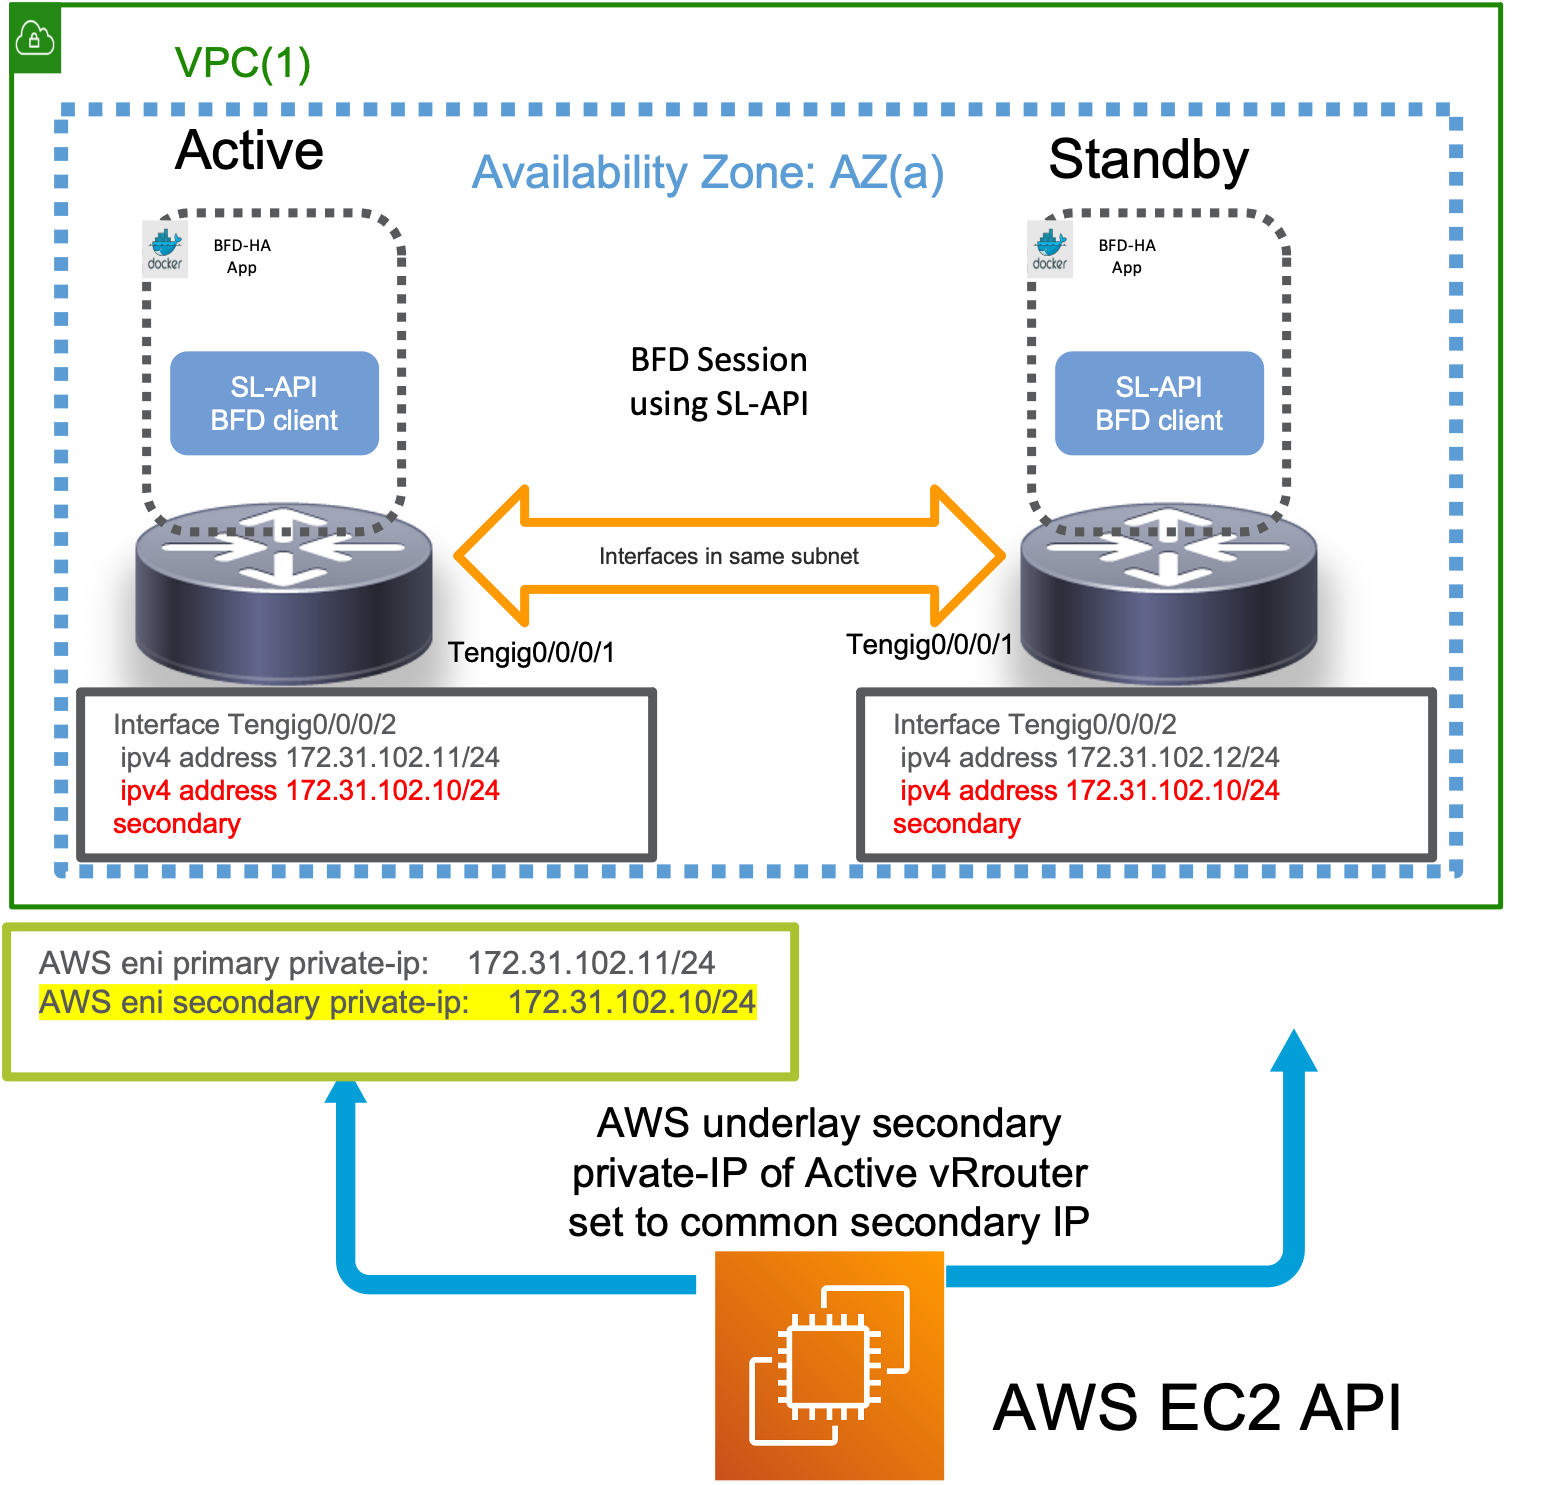 VPC(1)
Active
Availability Zone: AZ(a)
Standby
docker
BFD-HA
App
docker
BFD-HA
App
SL-API
BFD client
BFD Session
using SL-API
SL-API
BFD client
Interfaces in same subnet
Tengig0/0/0/1
Tengig0/0/0/1
Interface Tengig0/0/0/2
ipv4 address 172.31.102.11/24
ipv4 address 172.31.102.10/24
secondary
Interface Tengig0/0/0/2
ipv4 address 172.31.102.12/24
ipv4 address 172.31.102.10/24
secondary
AWS eni primary private-ip: 172.31.102.11/24
AWS eni secondary private-ip: 172.31.102.10/24
AWS underlay secondary
private-IP of Active vRrouter
set to common secondary IP
AWS EC2 API